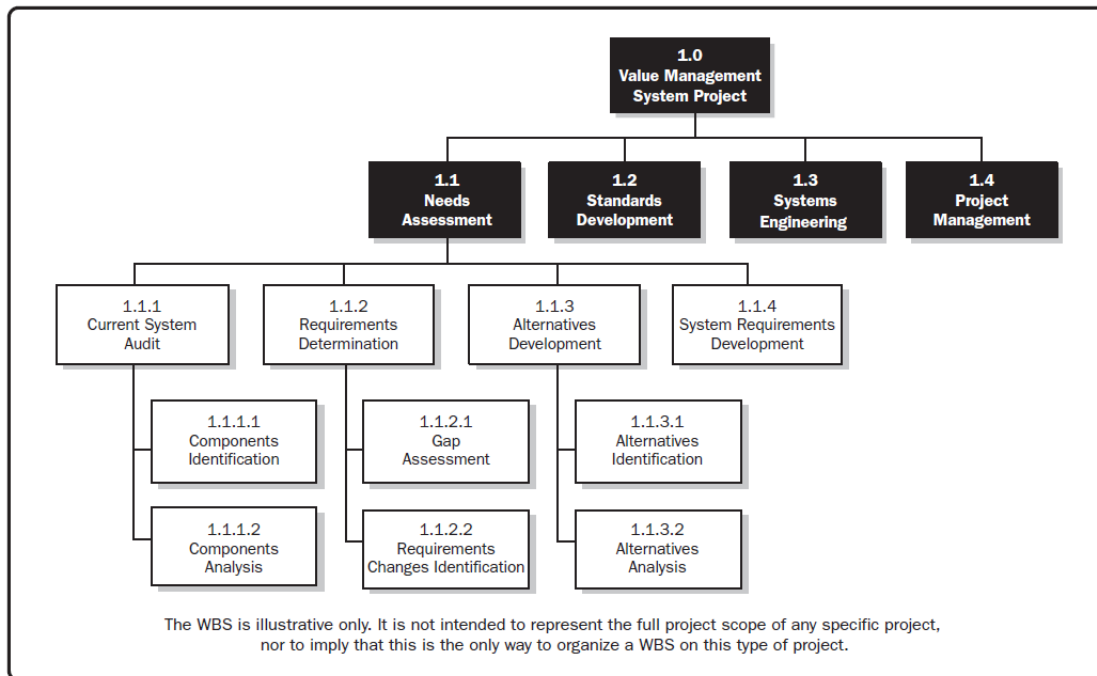 1.0
Value Management
System Project
1.1
Needs
Assessment
1.2
Standards
Development
1.3
Systems
Engineering
1.4
Project
Management
1.1.1
Current System
Audit
1.1.2
Requirements
Determination
1.1.3
Alternatives
Development
1.1.4
System Requirements
Development
1.1.1.1
Components
Identification
1.1.2.1
Gap
Assessment
1.1.3.1
Alternatives
Identification
1.1.1.2
Components
Analysis
1.1.2.2
Requirements
Changes Identification
1.1.3.2
Alternatives
Analysis
The WBS is illustrative only. It is not intended to represent the full project scope of any specific project,
nor to imply that this is the only way to organize a WBS on this type of project.